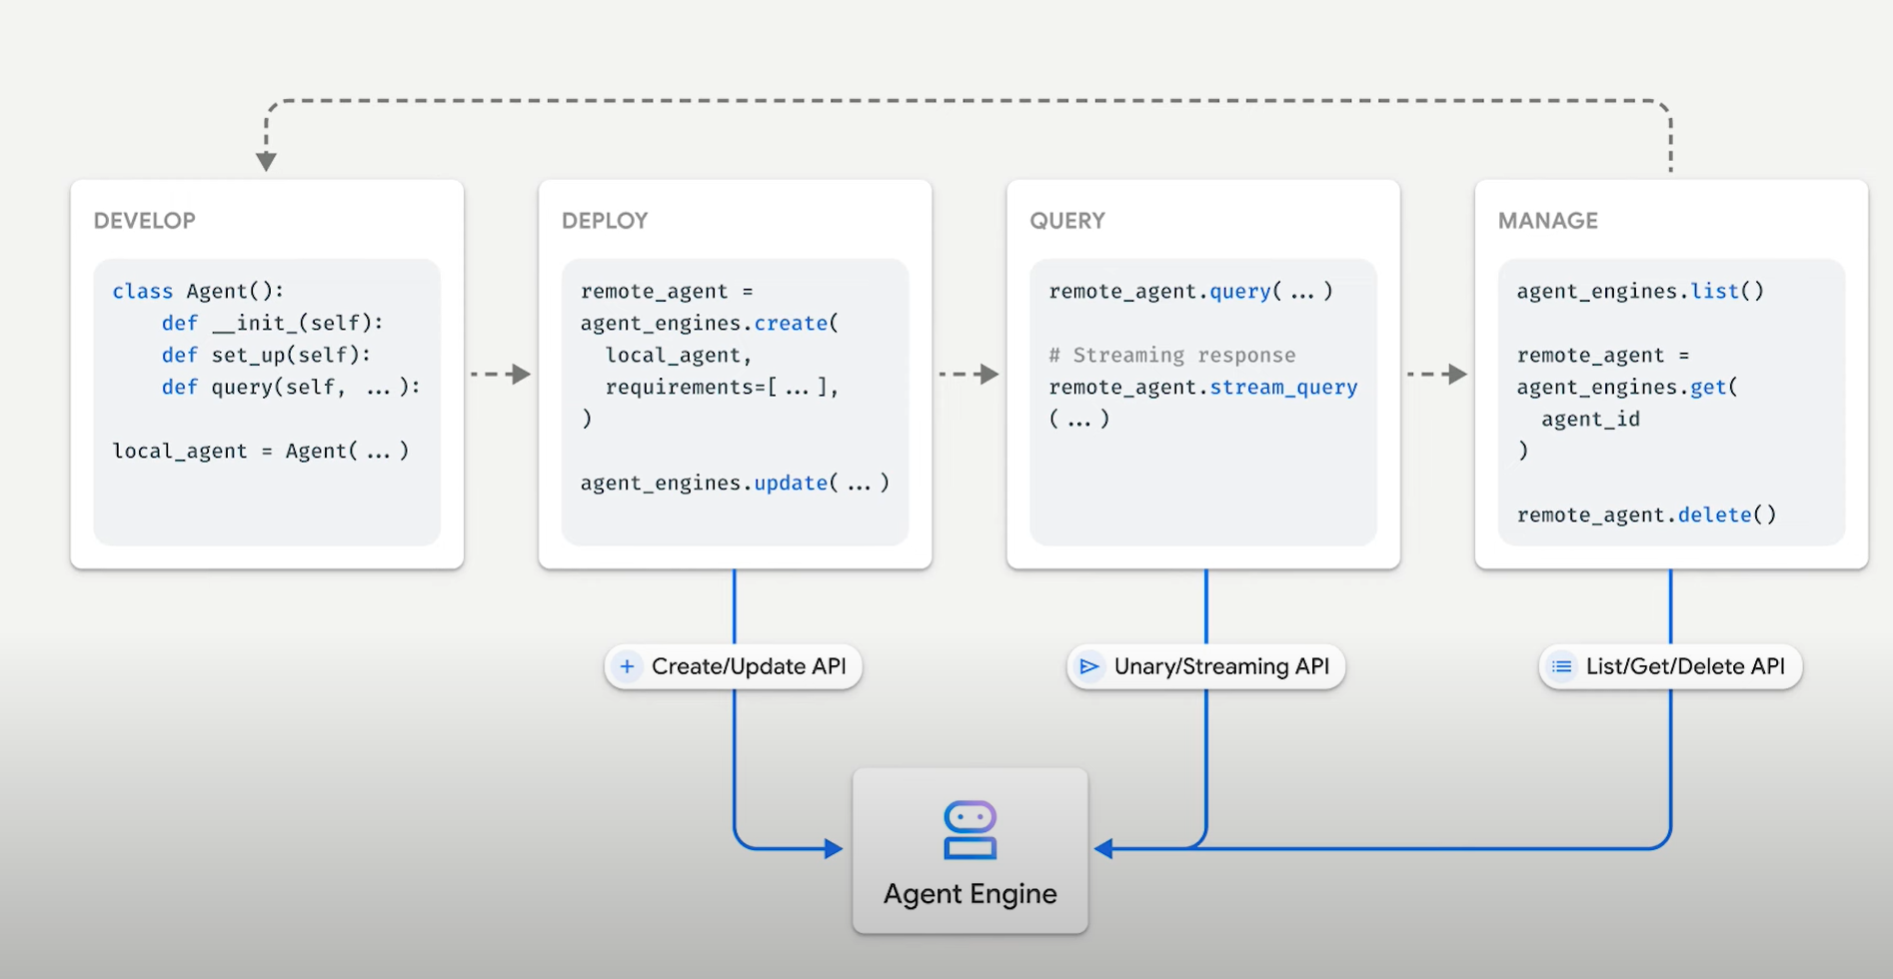 DEVELOP
class Agent():
    def __init_(self):
    def set_up(self):
    def query(self, ...):
local_agent = Agent(...)
DEPLOY
remote_agent =
agent_engines.create(
  local_agent,
  requirements=[...],
)
agent_engines.update(...)
QUERY
remote_agent.query(...)
# Streaming response
remote_agent.stream_query
(...)
MANAGE
agent_engines.list()
remote_agent =
agent_engines.get(
  agent_id
)
remote_agent.delete()
Create/Update API
Unary/Streaming API
List/Get/Delete API
Agent Engine